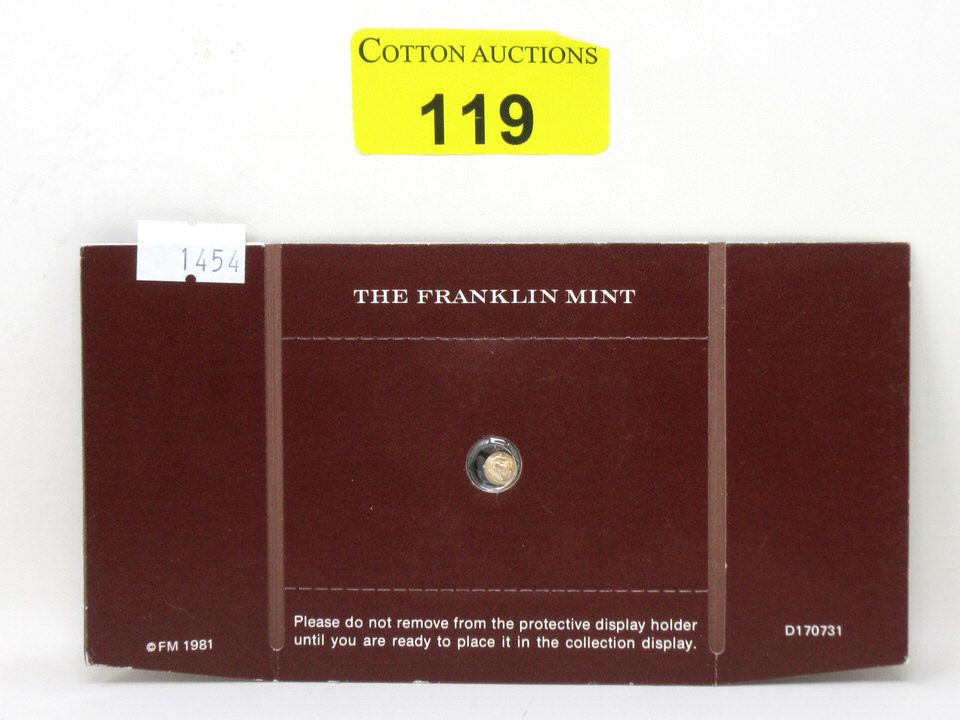 COTTON AUCTIONS
119
1454
THE FRANKLIN MINT
Please do not remove from the protective display holder
until you are ready to place it in the collection display.
©FM 1981
D170731